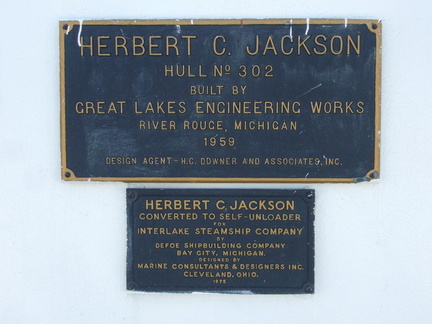 HERBERT C. JACKSON
HULL Nº 302
BUILT BY
GREAT LAKES ENGINEERING WORKS
RIVER ROUGE, MICHIGAN
1959
DESIGN AGENT - H.C. DOWNER AND ASSOCIATES, INC.
HERBERT C. JACKSON
CONVERTED TO SELF-UNLOADER
FOR
INTERLAKE STEAMSHIP COMPANY
BY
DEFOE SHIPBUILDING COMPANY
BAY CITY, MICHIGAN.
DESIGNED BY
MARINE CONSULTANTS & DESIGNERS INC.
CLEVELAND, OHIO.
1975